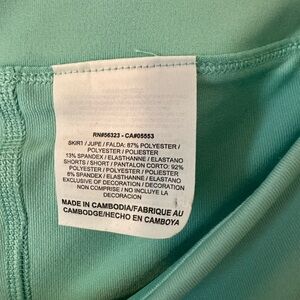 RN#56323 - CA#05553
SKIRT / JUPE / FALDA: 87% POLYESTER /
POLYESTER / POLIESTER
13% SPANDEX / ELASTHANNE / ELASTANO
SHORTS / SHORT / PANTALON CORTO: 92%
POLYESTER / POLYESTER / POLIESTER
8% SPANDEX / ELASTHANNE / ELASTANO
EXCLUSIVE OF DECORATION / DECORATION
NON COMPRISE / NO INCLUYE LA
DECORACION
MADE IN CAMBODIA/FABRIQUE AU
CAMBODGE/HECHO EN CAMBOYA